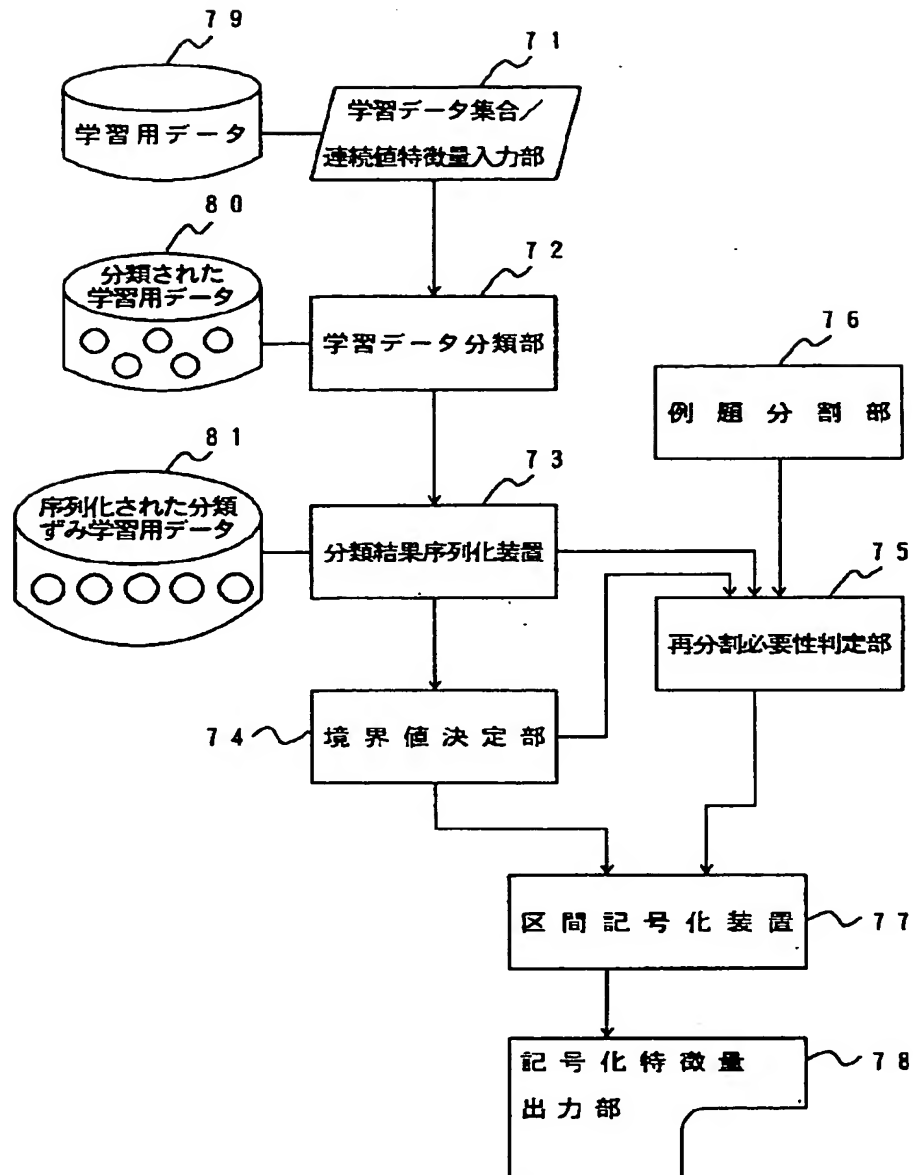 79
学習用データ
71
学習データ集合/
連続値特徴量入力部
80
分類された
学習用データ
72
学習データ分類部
76
例題分割部
81
序列化された分類
ずみ学習用データ
73
分類結果序列化装置
75
再分割必要性判定部
74
境界値決定部
区間記号化装置
77
記号化特徴量
出力部
78